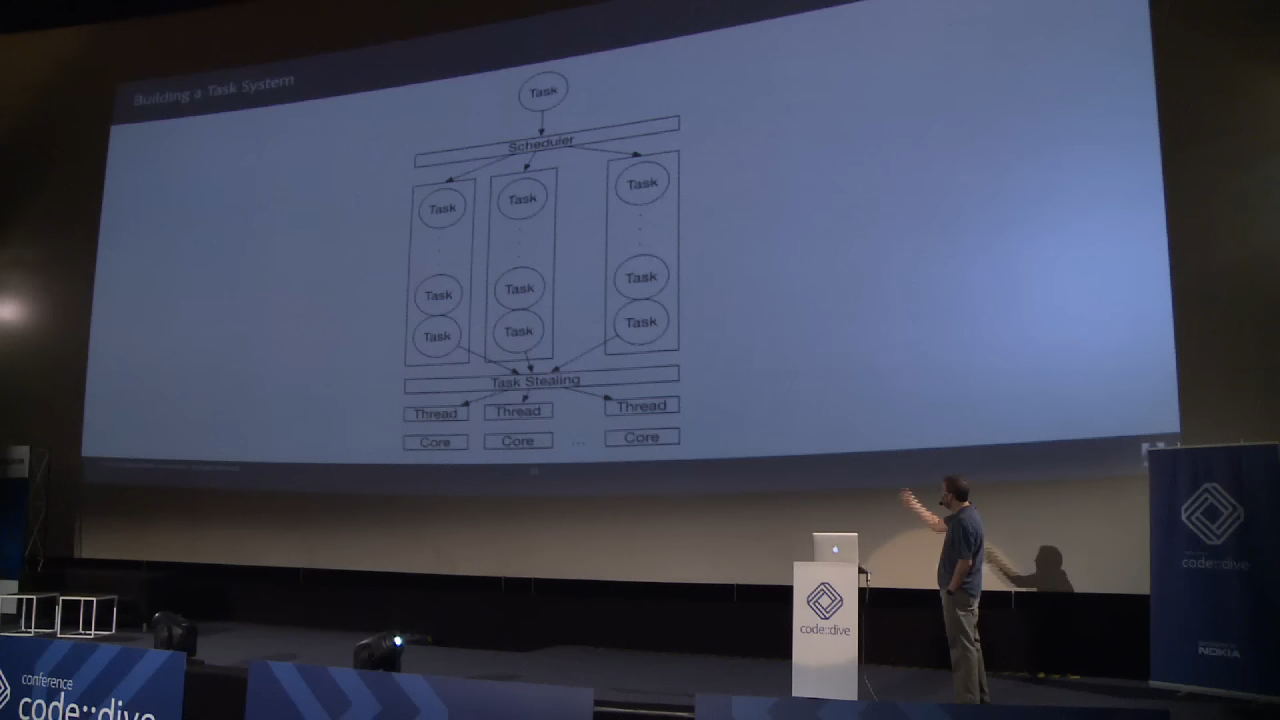 Building a Task System
Task
Scheduler
Task Task Task
. . .
Task Task Task
Task Task Task
Task Stealing
Thread Thread Thread
Core Core ... Core
code::dive
code::dive
NOKIA
conference
code::dive